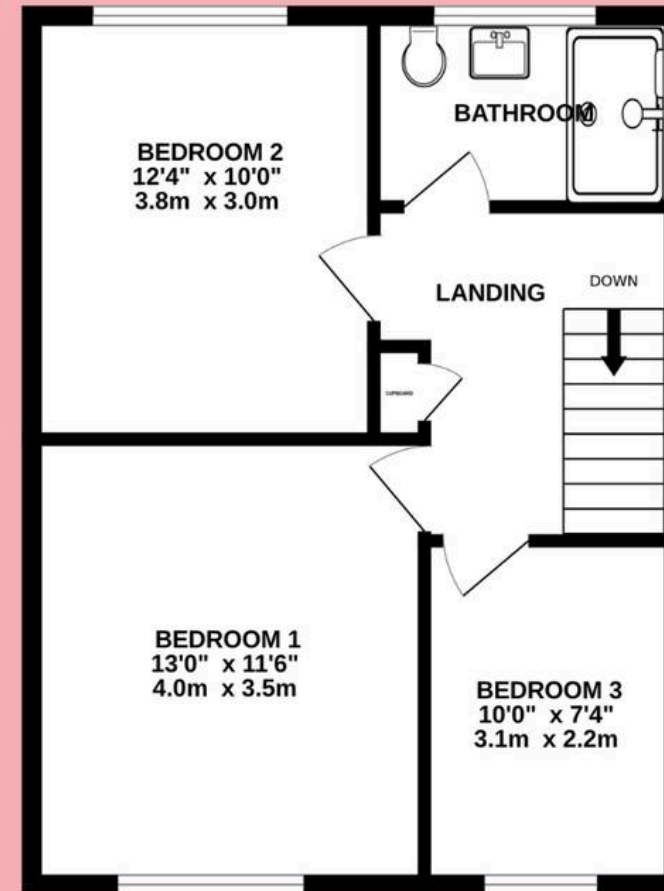 BATHROOM
BEDROOM 2
12'4" x 10'0"
3.8m x 3.0m
LANDING
DOWN
CUPBOARD
BEDROOM 1
13'0" x 11'6"
4.0m x 3.5m
BEDROOM 3
10'0" x 7'4"
3.1m x 2.2m